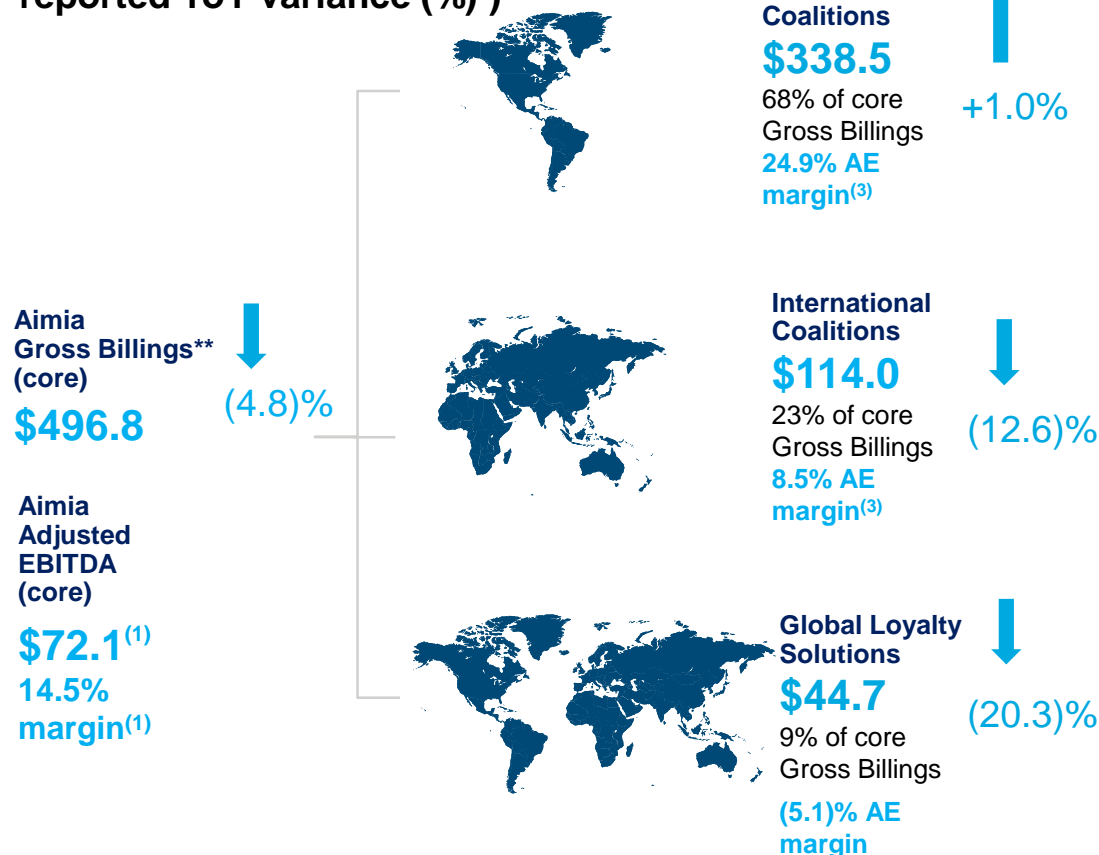 reported YoY variance (%)*)
Coalitions
$338.5
68% of core
Gross Billings
24.9% AE
margin(3)
+1.0%
Aimia
Gross Billings**
(core)
$496.8
(4.8)%
International
Coalitions
$114.0
23% of core
Gross Billings
8.5% AE
margin(3)
(12.6)%
Aimia
Adjusted
EBITDA
(core)
$72.1(1)
14.5%
margin(1)
Global Loyalty
Solutions
$44.7
9% of core
Gross Billings
(5.1)% AE
margin
(20.3)%